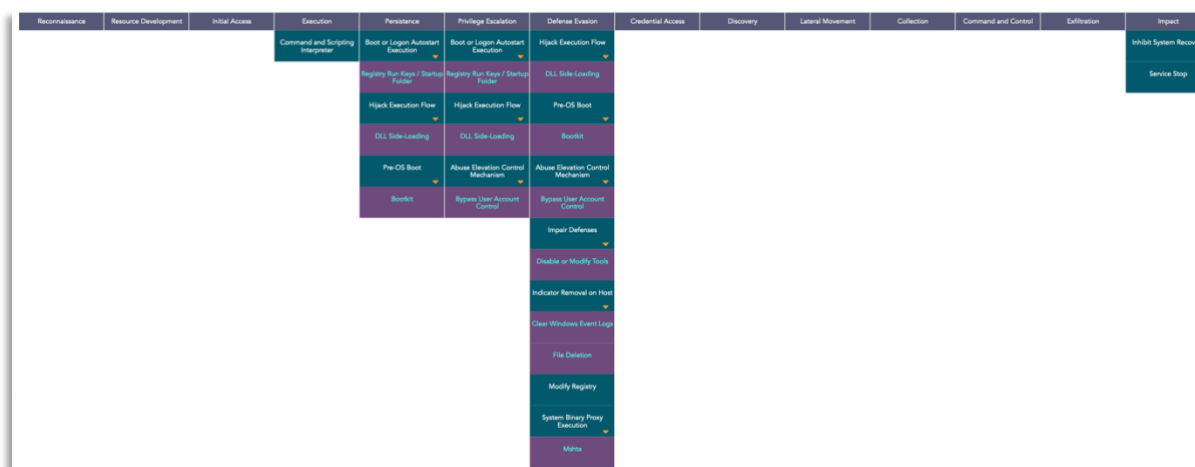 Reconnaissance Resource Development Initial Access Execution Persistence Privilege Escalation Defense Evasion Credential Access Discovery Lateral Movement Collection Command and Control Exfiltration Impact
Command and Scripting
Interpreter
Boot or Logon Autostart
Execution
Registry Run Keys / Startup
Folder
Hijack Execution Flow
DLL Side-Loading
Pre-OS Boot
Bootkit
Boot or Logon Autostart
Execution
Registry Run Keys / Startup
Folder
Hijack Execution Flow
DLL Side-Loading
Abuse Elevation Control
Mechanism
Bypass User Account
Control
Hijack Execution Flow
DLL Side-Loading
Pre-OS Boot
Bootkit
Abuse Elevation Control
Mechanism
Bypass User Account
Control
Impair Defenses
Disable or Modify Tools
Indicator Removal on Host
Clear Windows Event Logs
File Deletion
Modify Registry
System Binary Proxy
Execution
Mshta
Inhibit System Recov
Service Stop